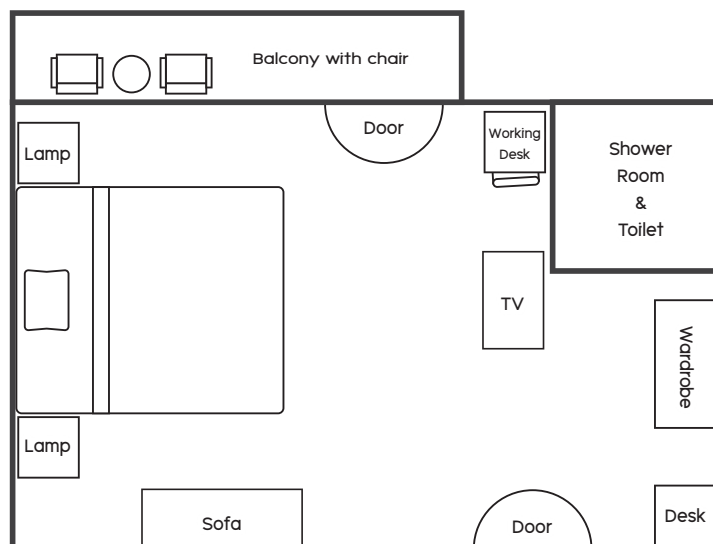 Balcony with chair
Door
Working
Desk
Lamp
Shower
Room
&
Toilet
TV
Wardrobe
Lamp
Sofa
Door
Desk